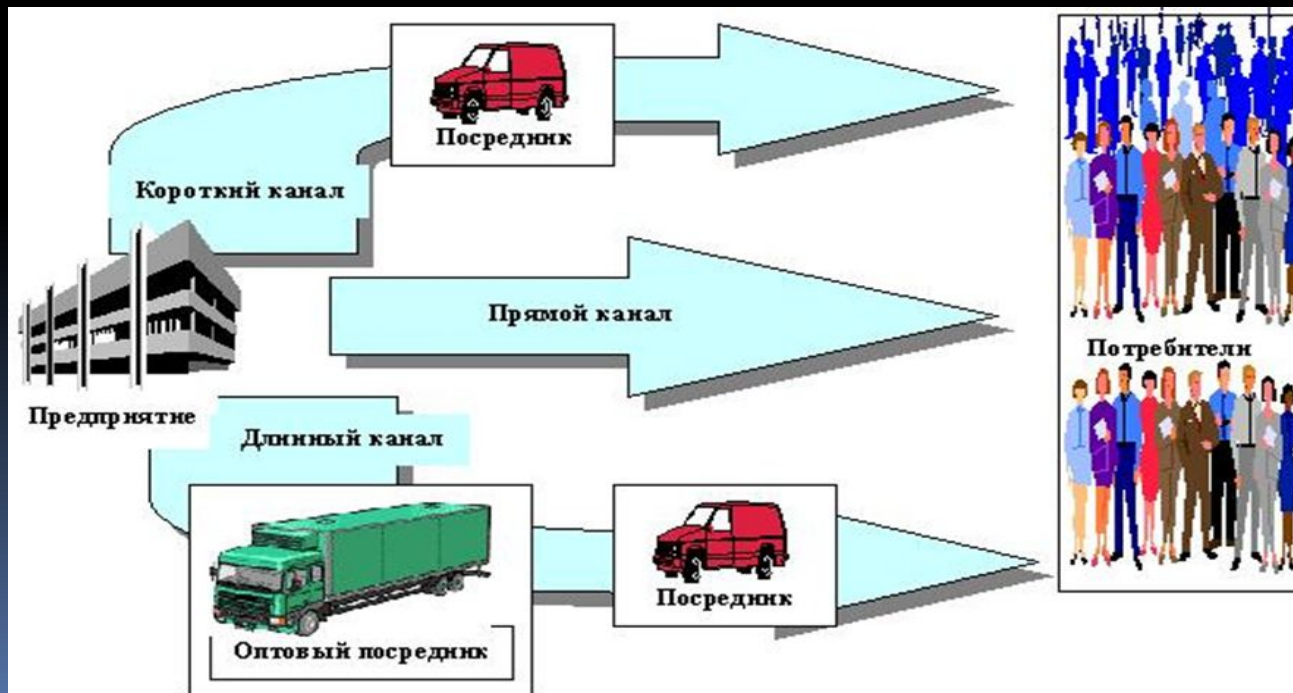 Посредник
Короткий канал
Прямой канал
Потребители
Предприятие
Длинный канал
Посредник
Оптовый посредник